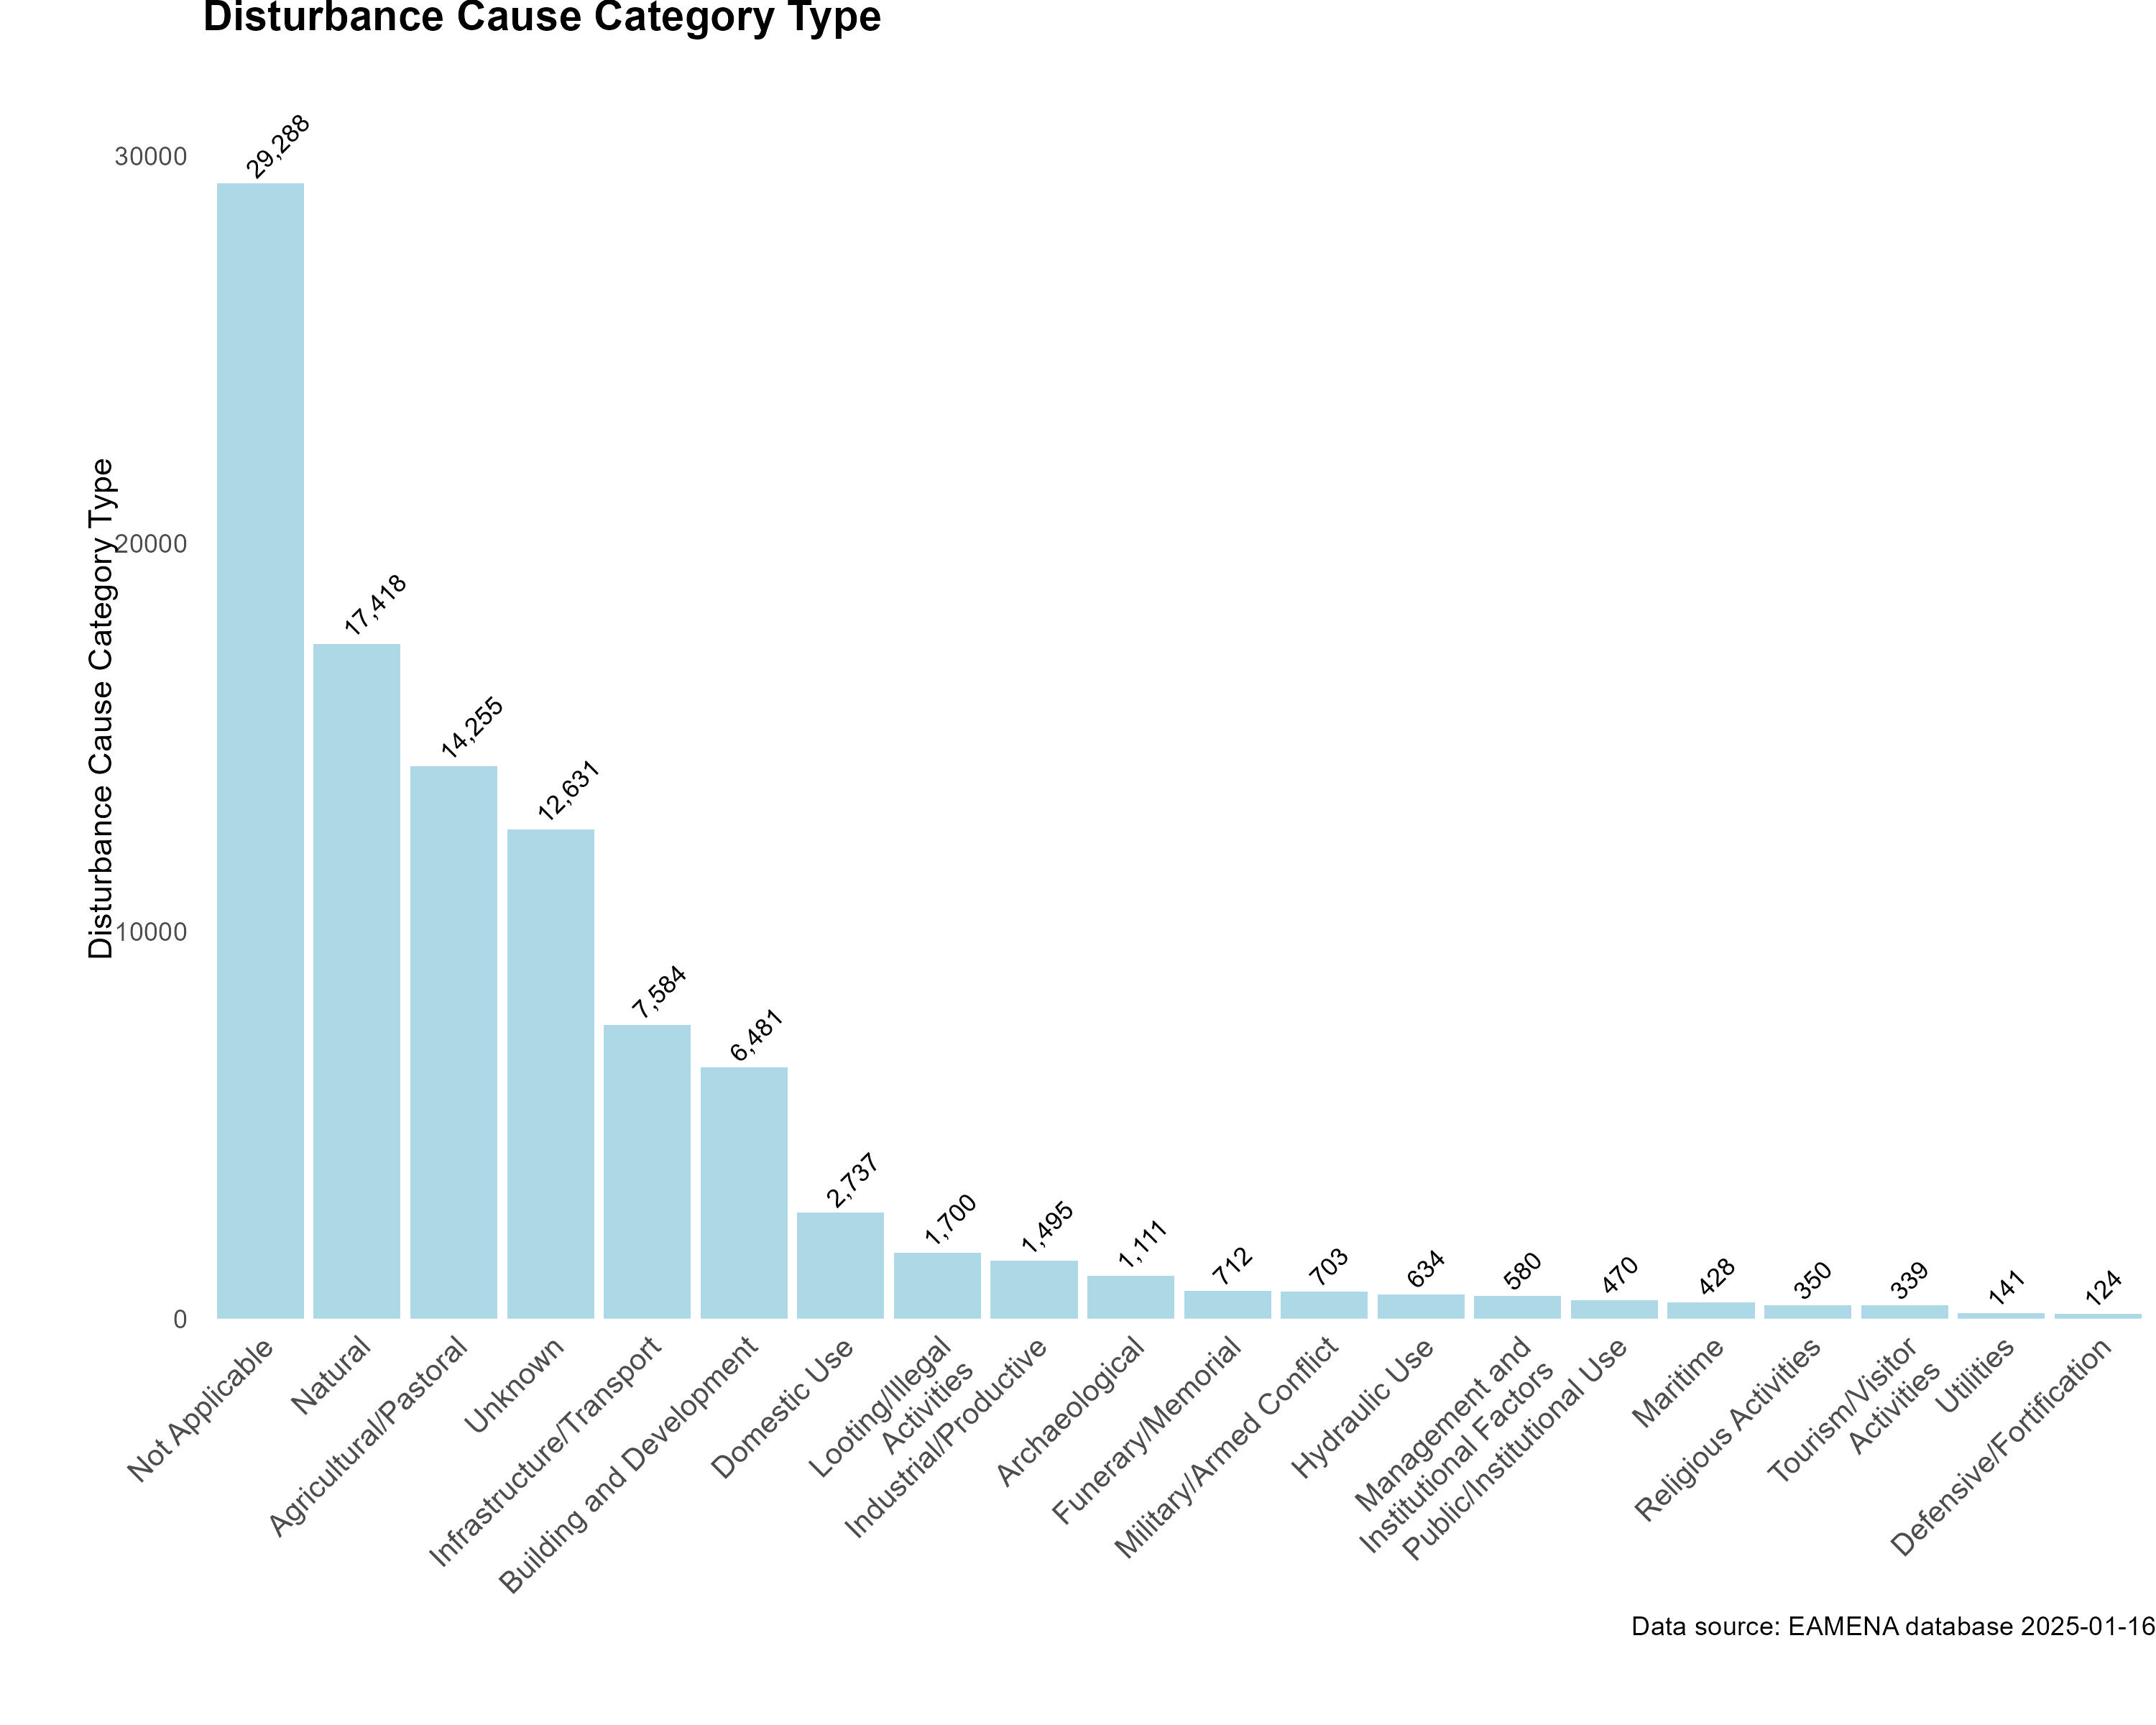 Disturbance Cause Category Type
Disturbance Cause Category Type
30000
20000
10000
0
29,288
17,418
14,255
12,631
7,584
6,481
2,737
1,700
1,495
1,111
712
703
634
580
470
428
350
339
141
124
Not Applicable
Natural
Agricultural/Pastoral
Unknown
Infrastructure/Transport
Building and Development
Domestic Use
Looting/Illegal
Activities
Industrial/Productive
Archaeological
Funerary/Memorial
Military/Armed Conflict
Hydraulic Use
Management and
Institutional Factors
Public/Institutional Use
Maritime
Religious Activities
Tourism/Visitor
Activities
Utilities
Defensive/Fortification
Data source: EAMENA database 2025-01-16